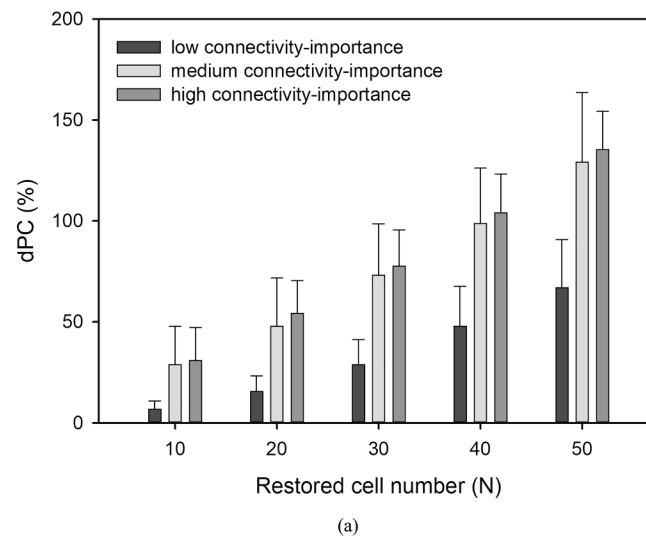 200
150
100
50
0
dPC (%)
low connectivity-importance
medium connectivity-importance
high connectivity-importance
10 20 30 40 50
Restored cell number (N)
(a)